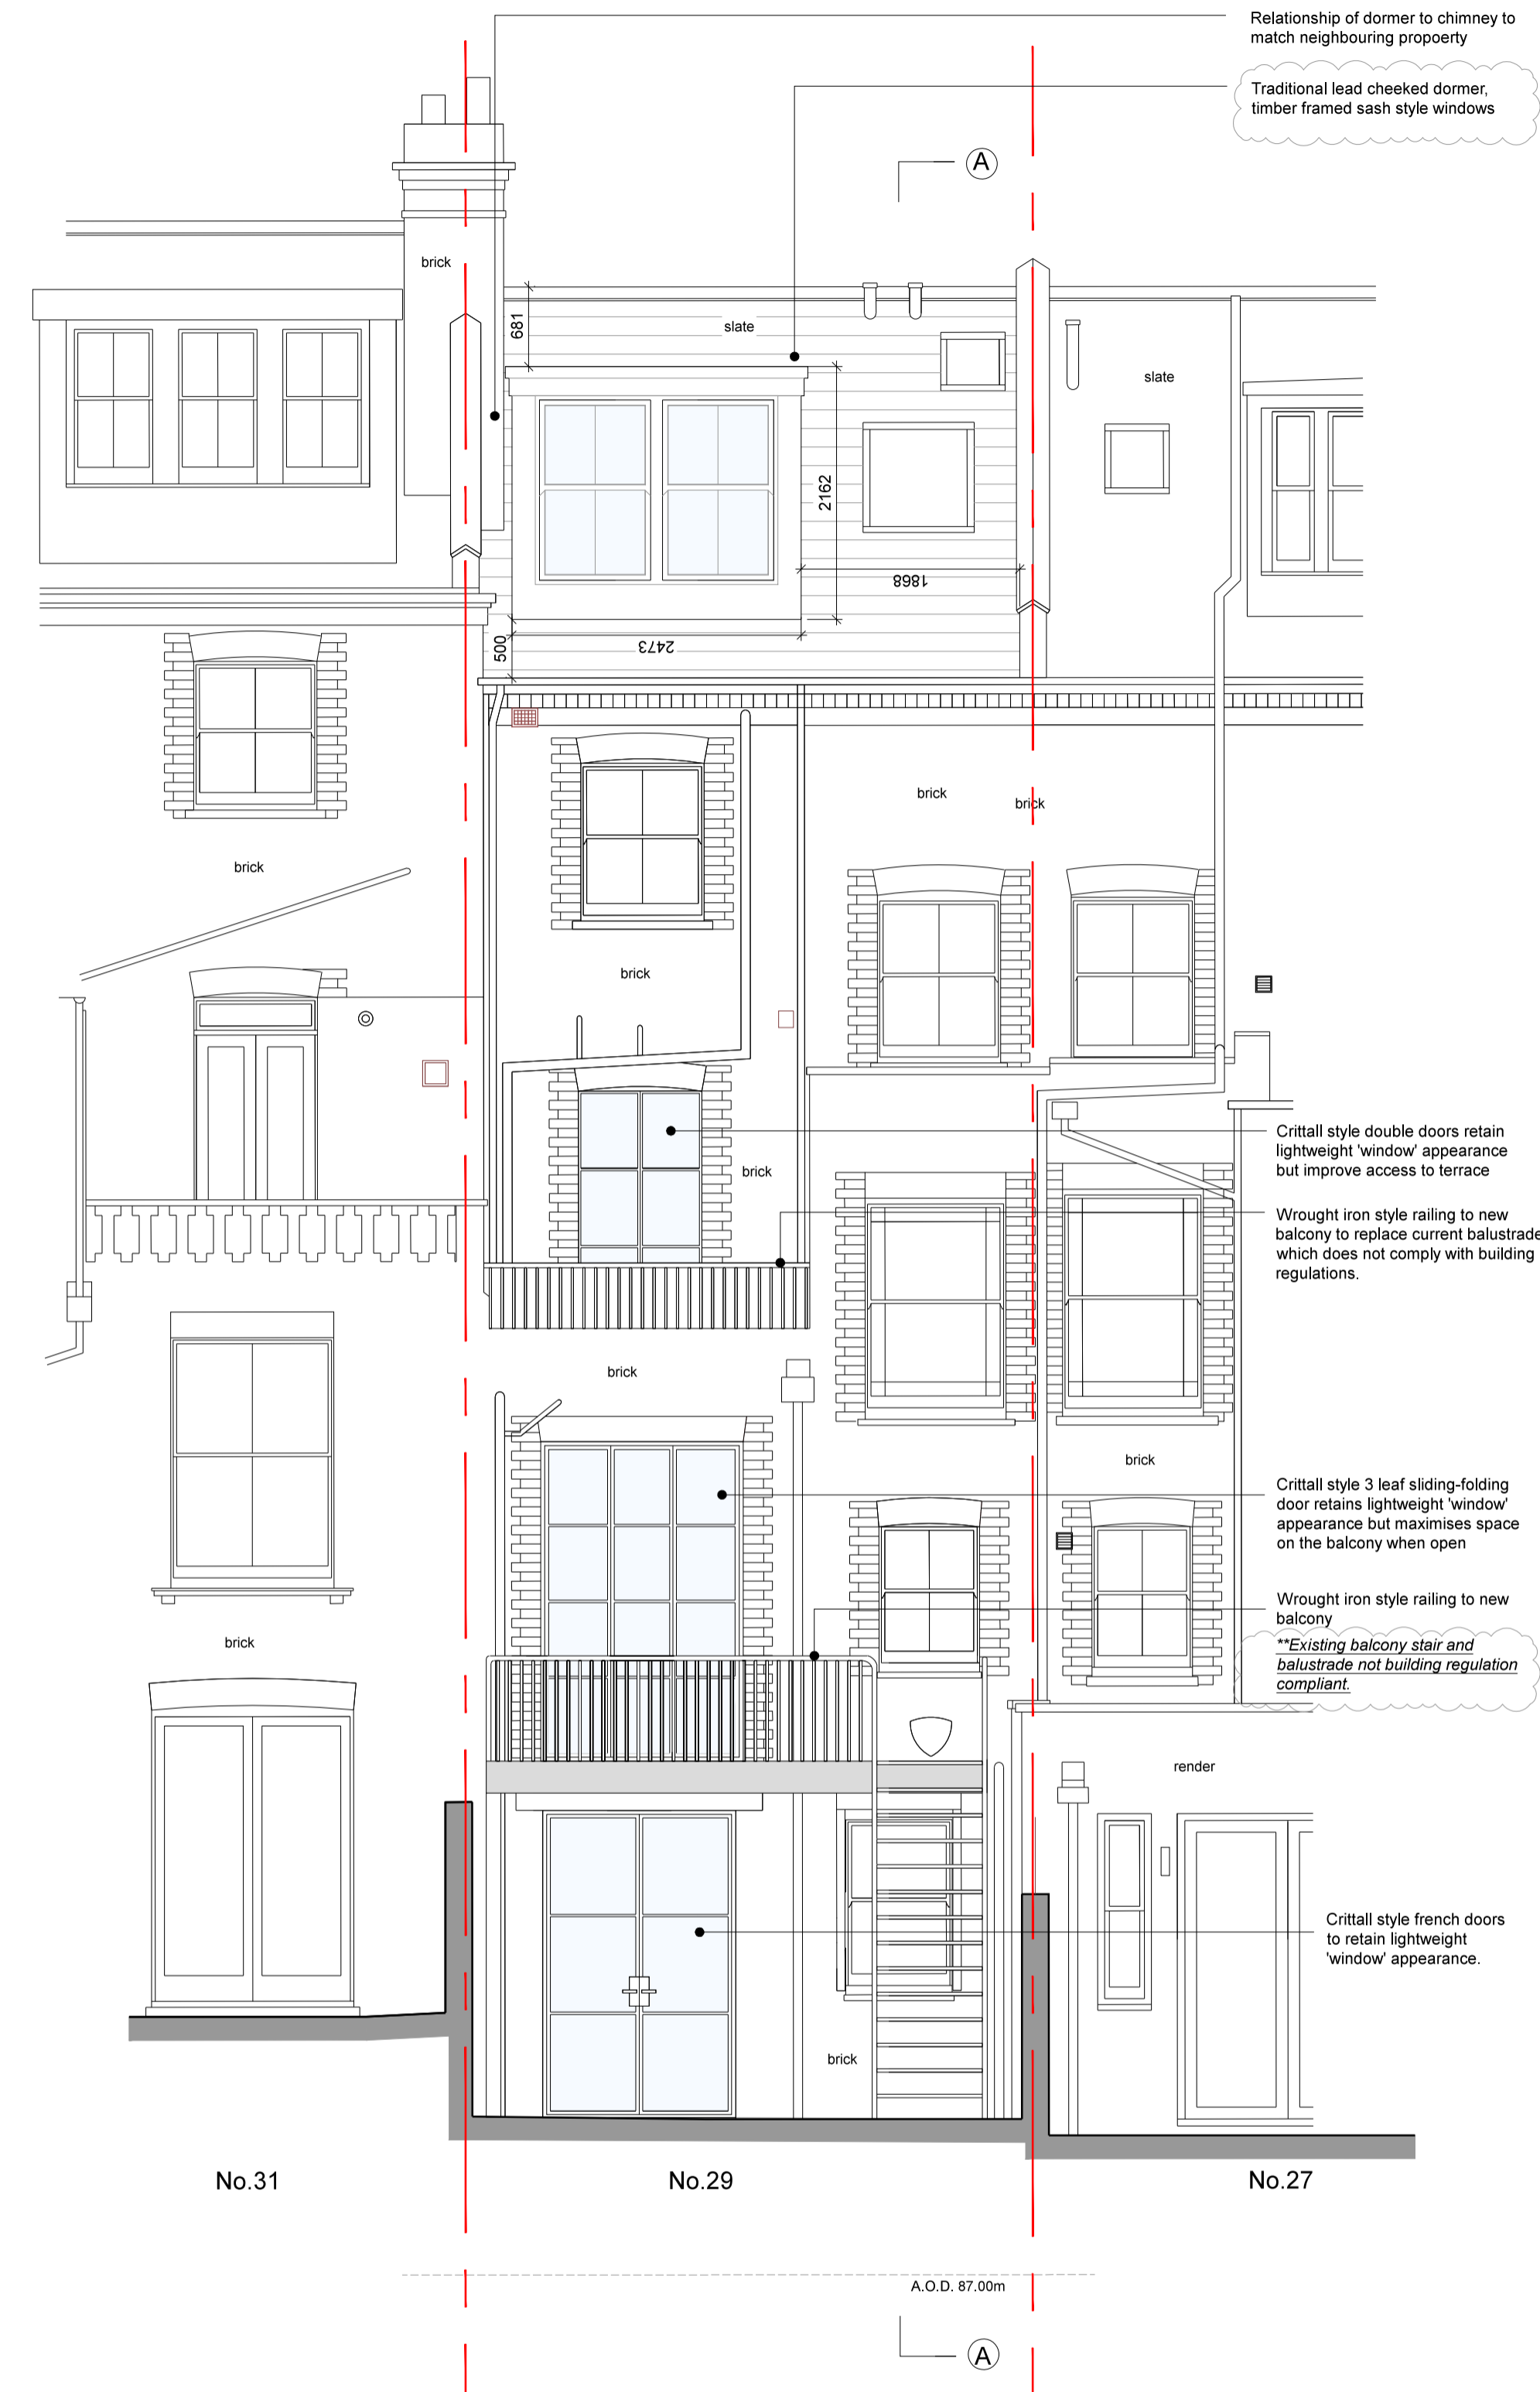 Relationship of dormer to chimney to
match neighbouring propoerty
Traditional lead cheeked dormer,
timber framed sash style windows
A
brick
681
slate
slate
2162
1868
500
2473
brick
brick
brick
brick
Crittall style double doors retain
lightweight 'window' appearance
but improve access to terrace
brick
Wrought iron style railing to new
balcony to replace current balustrade
which does not comply with building
regulations.
brick
brick
Crittall style 3 leaf sliding-folding
door retains lightweight 'window'
appearance but maximises space
on the balcony when open
Wrought iron style railing to new
balcony
**Existing balcony stair and
balustrade not building regulation
compliant.
brick
render
Crittall style french doors
to retain lightweight
'window' appearance.
brick
No.31
No.29
No.27
A.O.D. 87.00m
A